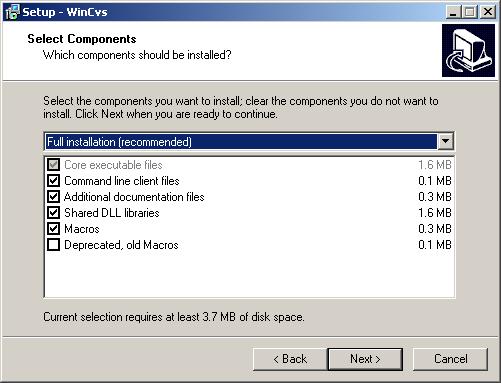 Setup - WinCvs
Select Components
Which components should be installed?
Select the components you want to install; clear the components you do not want to
install. Click Next when you are ready to continue.
Full installation (recommended)
Core executable files 1.6 MB
Command line client files 0.1 MB
Additional documentation files 0.3 MB
Shared DLL libraries 1.6 MB
Macros 0.3 MB
Deprecated, old Macros 0.1 MB
Current selection requires at least 3.7 MB of disk space.
< Back Next > Cancel